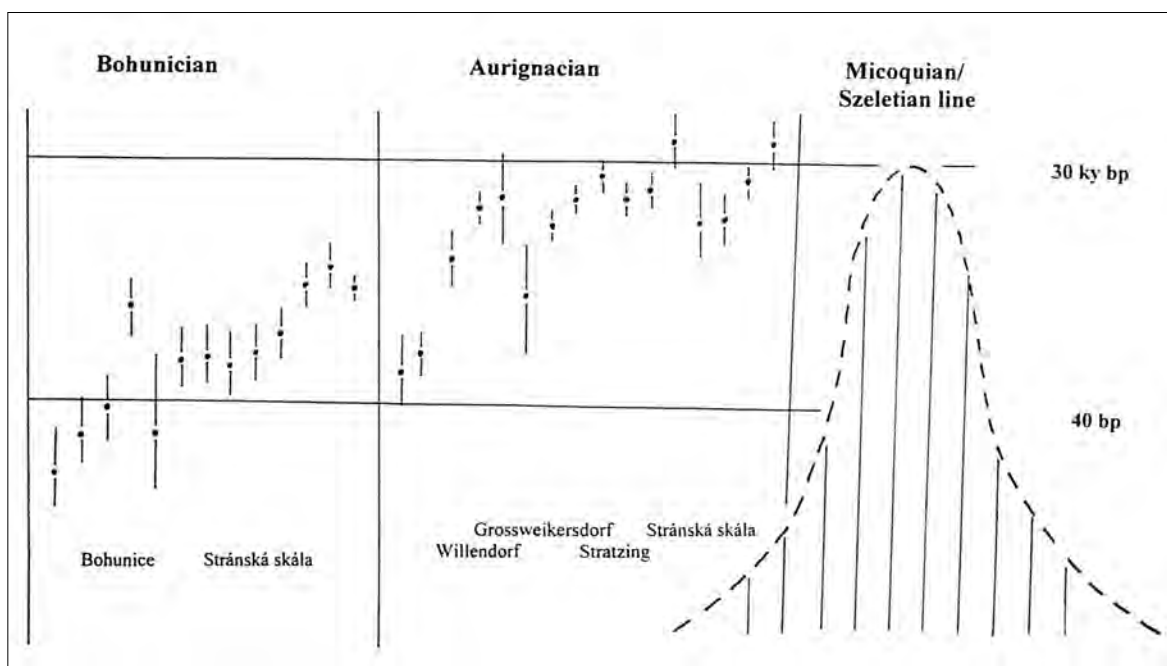 Bohunician
Aurignacian
Micoquian/
Szeletian line
30 ky bp
40 bp
Grossweikersdorf Stránská skála
Willendorf Stratzing
Bohunice Stránská skála